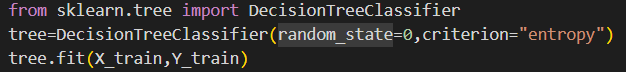 from sklearn.tree import DecisionTreeClassifier
tree=DecisionTreeClassifier(random_state=0,criterion="entropy")
tree.fit(X_train,Y_train)